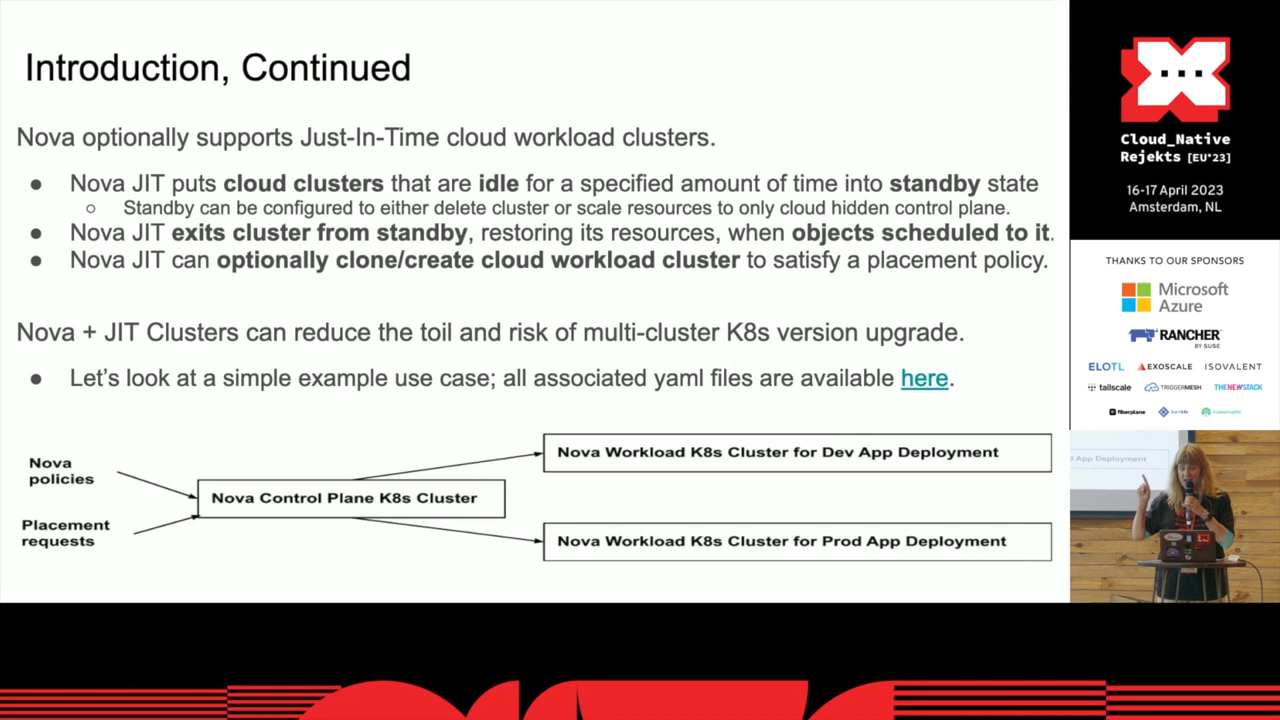 Introduction, Continued
Nova optionally supports Just-In-Time cloud workload clusters.
● Nova JIT puts cloud clusters that are idle for a specified amount of time into standby state
○ Standby can be configured to either delete cluster or scale resources to only cloud hidden control plane.
● Nova JIT exits cluster from standby, restoring its resources, when objects scheduled to it.
● Nova JIT can optionally clone/create cloud workload cluster to satisfy a placement policy.
Nova + JIT Clusters can reduce the toil and risk of multi-cluster K8s version upgrade.
● Let's look at a simple example use case; all associated yaml files are available here.
Nova
policies
Placement
requests
Nova Control Plane K8s Cluster
Nova Workload K8s Cluster for Dev App Deployment
Nova Workload K8s Cluster for Prod App Deployment
Cloud_Native
Rejekts [EU'23]
16-17 April 2023
Amsterdam, NL
THANKS TO OUR SPONSORS
Microsoft
Azure
RANCHER
BY SUSE
ELOTL EXOSCALE ISOVALENT
tailscale TRIGGERMESH THENEWSTACK
fiberplane
App Deployment